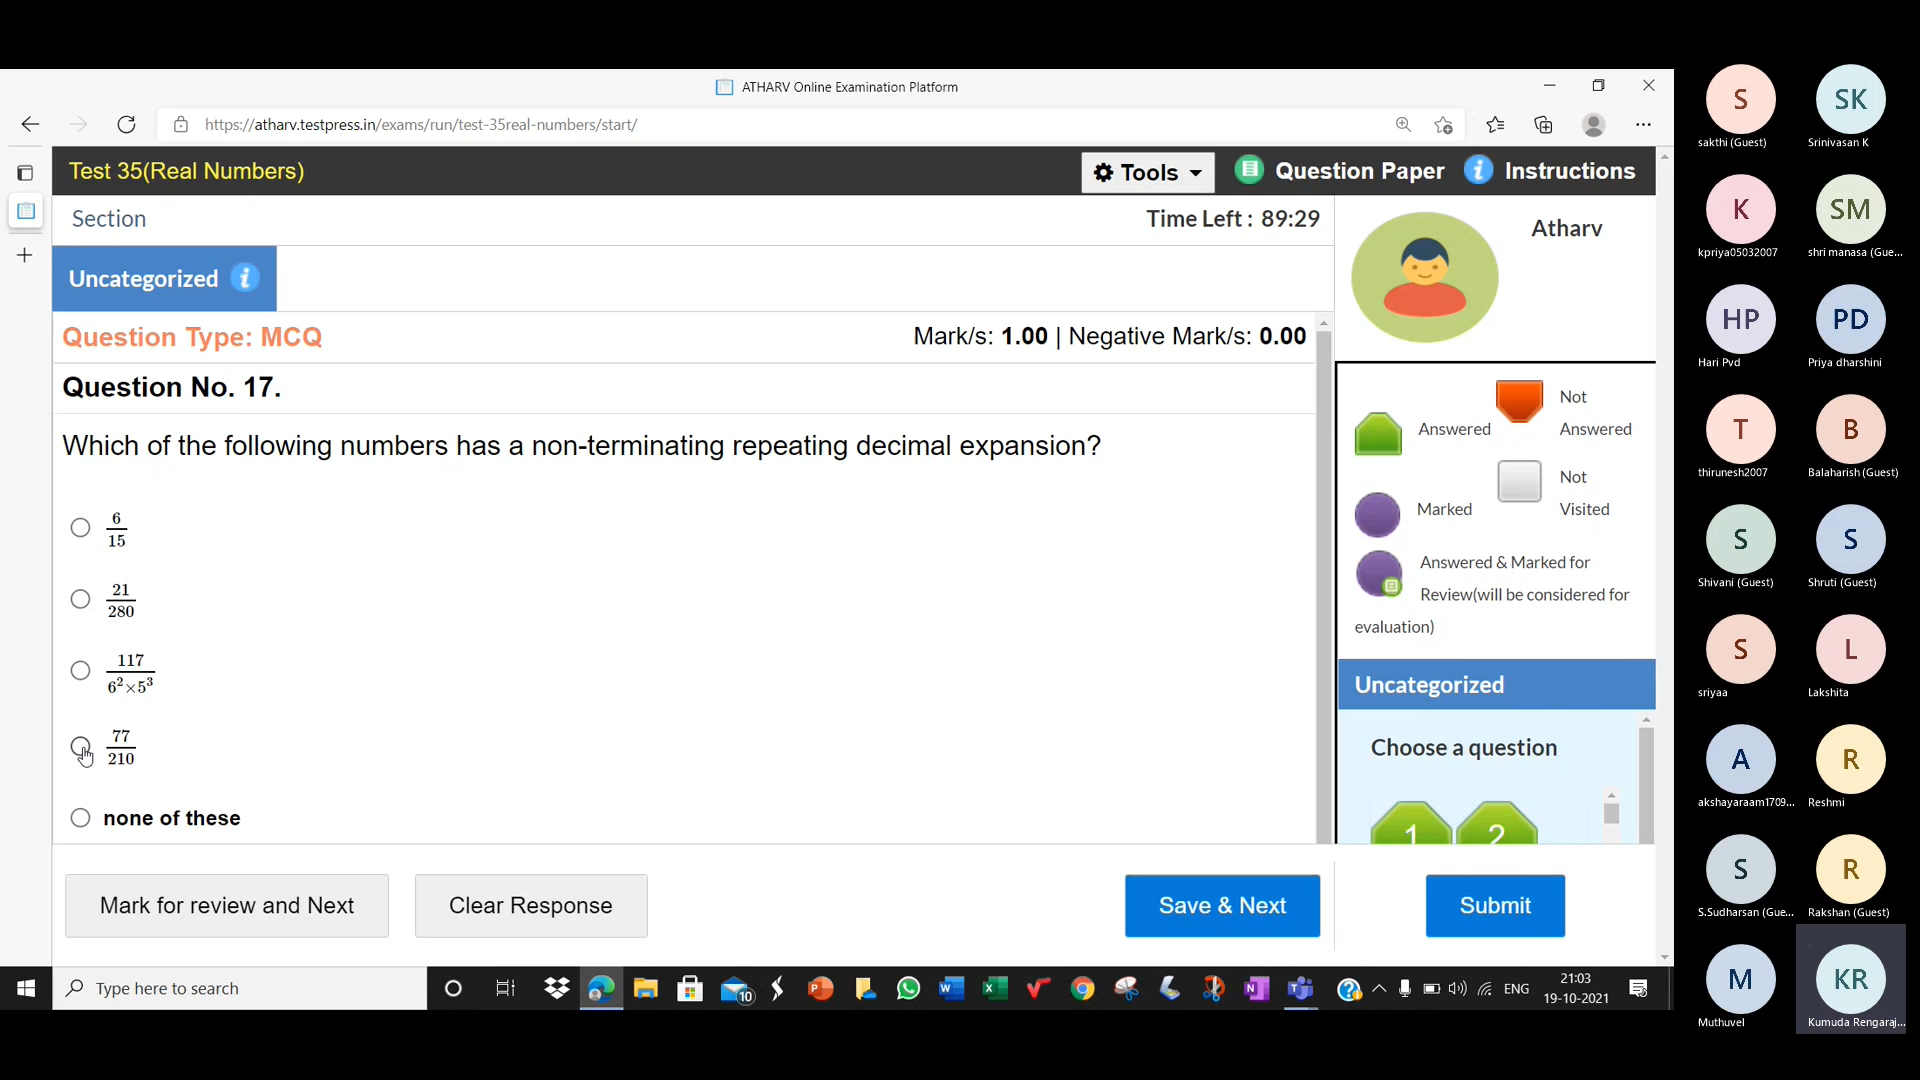 ATHARV Online Examination Platform
https://atharv.testpress.in/exams/run/test-35real-numbers/start/
Test 35(Real Numbers)
Tools
Question Paper
Instructions
Section
Time Left : 89:29
Atharv
Uncategorized
Question Type: MCQ
Mark/s: 1.00 | Negative Mark/s: 0.00
Question No. 17.
Which of the following numbers has a non-terminating repeating decimal expansion?
6/15
21/280
117/6²×5³
77/210
none of these
Mark for review and Next
Clear Response
Save & Next
Submit
Answered
Not
Answered
Marked
Not
Visited
Answered & Marked for
Review(will be considered for
evaluation)
Uncategorized
Choose a question
1
2
S
sakthi (Guest)
SK
Srinivasan K
K
kpriya05032007
SM
shri manasa (Gue...
HP
Hari Pvd
PD
Priya dharshini
T
thirunesh2007
B
Balaharish (Guest)
S
Shivani (Guest)
S
Shruti (Guest)
S
sriyaa
L
Lakshita
A
akshayaraam1709...
R
Reshmi
S
S.Sudharsan (Gue...
R
Rakshan (Guest)
M
Muthuvel
KR
Kumuda Rengaraj...
Type here to search
10
ENG
21:03
19-10-2021